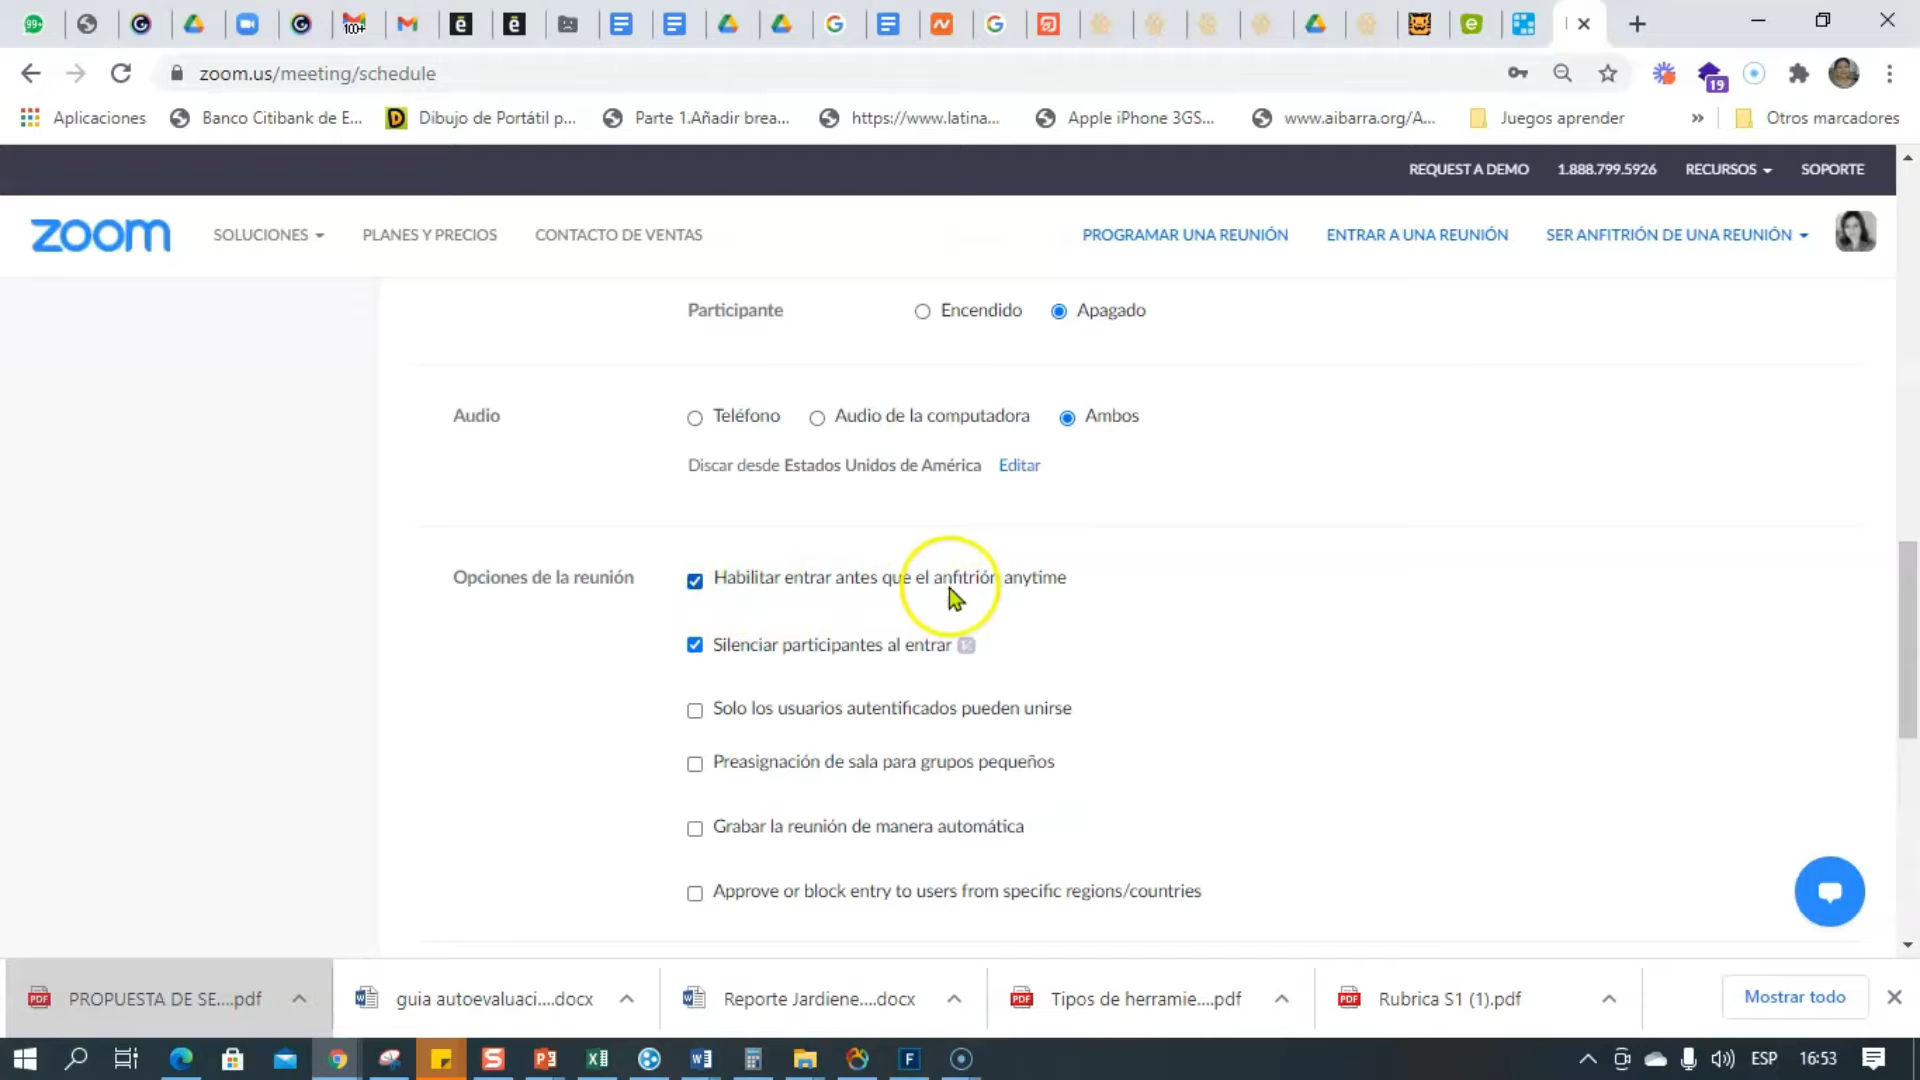 99+
100+
zoom.us/meeting/schedule
19
Aplicaciones
Banco Citibank de E...
Dibujo de Portátil p...
Parte 1.Añadir brea...
https://www.latina...
Apple iPhone 3GS...
www.aibarra.org/A...
Juegos aprender
»
Otros marcadores
REQUEST A DEMO
1.888.799.5926
RECURSOS
SOPORTE
zoom
SOLUCIONES
PLANES Y PRECIOS
CONTACTO DE VENTAS
PROGRAMAR UNA REUNIÓN
ENTRAR A UNA REUNIÓN
SER ANFITRIÓN DE UNA REUNIÓN
Participante
Encendido
Apagado
Audio
Teléfono
Audio de la computadora
Ambos
Discar desde Estados Unidos de América Editar
Opciones de la reunión
Habilitar entrar antes que el anfitrión anytime
Silenciar participantes al entrar
Solo los usuarios autentificados pueden unirse
Preasignación de sala para grupos pequeños
Grabar la reunión de manera automática
Approve or block entry to users from specific regions/countries
PROPUESTA DE SE....pdf
guia autoevaluaci....docx
Reporte Jardiene....docx
Tipos de herramie....pdf
Rubrica S1 (1).pdf
Mostrar todo
ESP
16:53